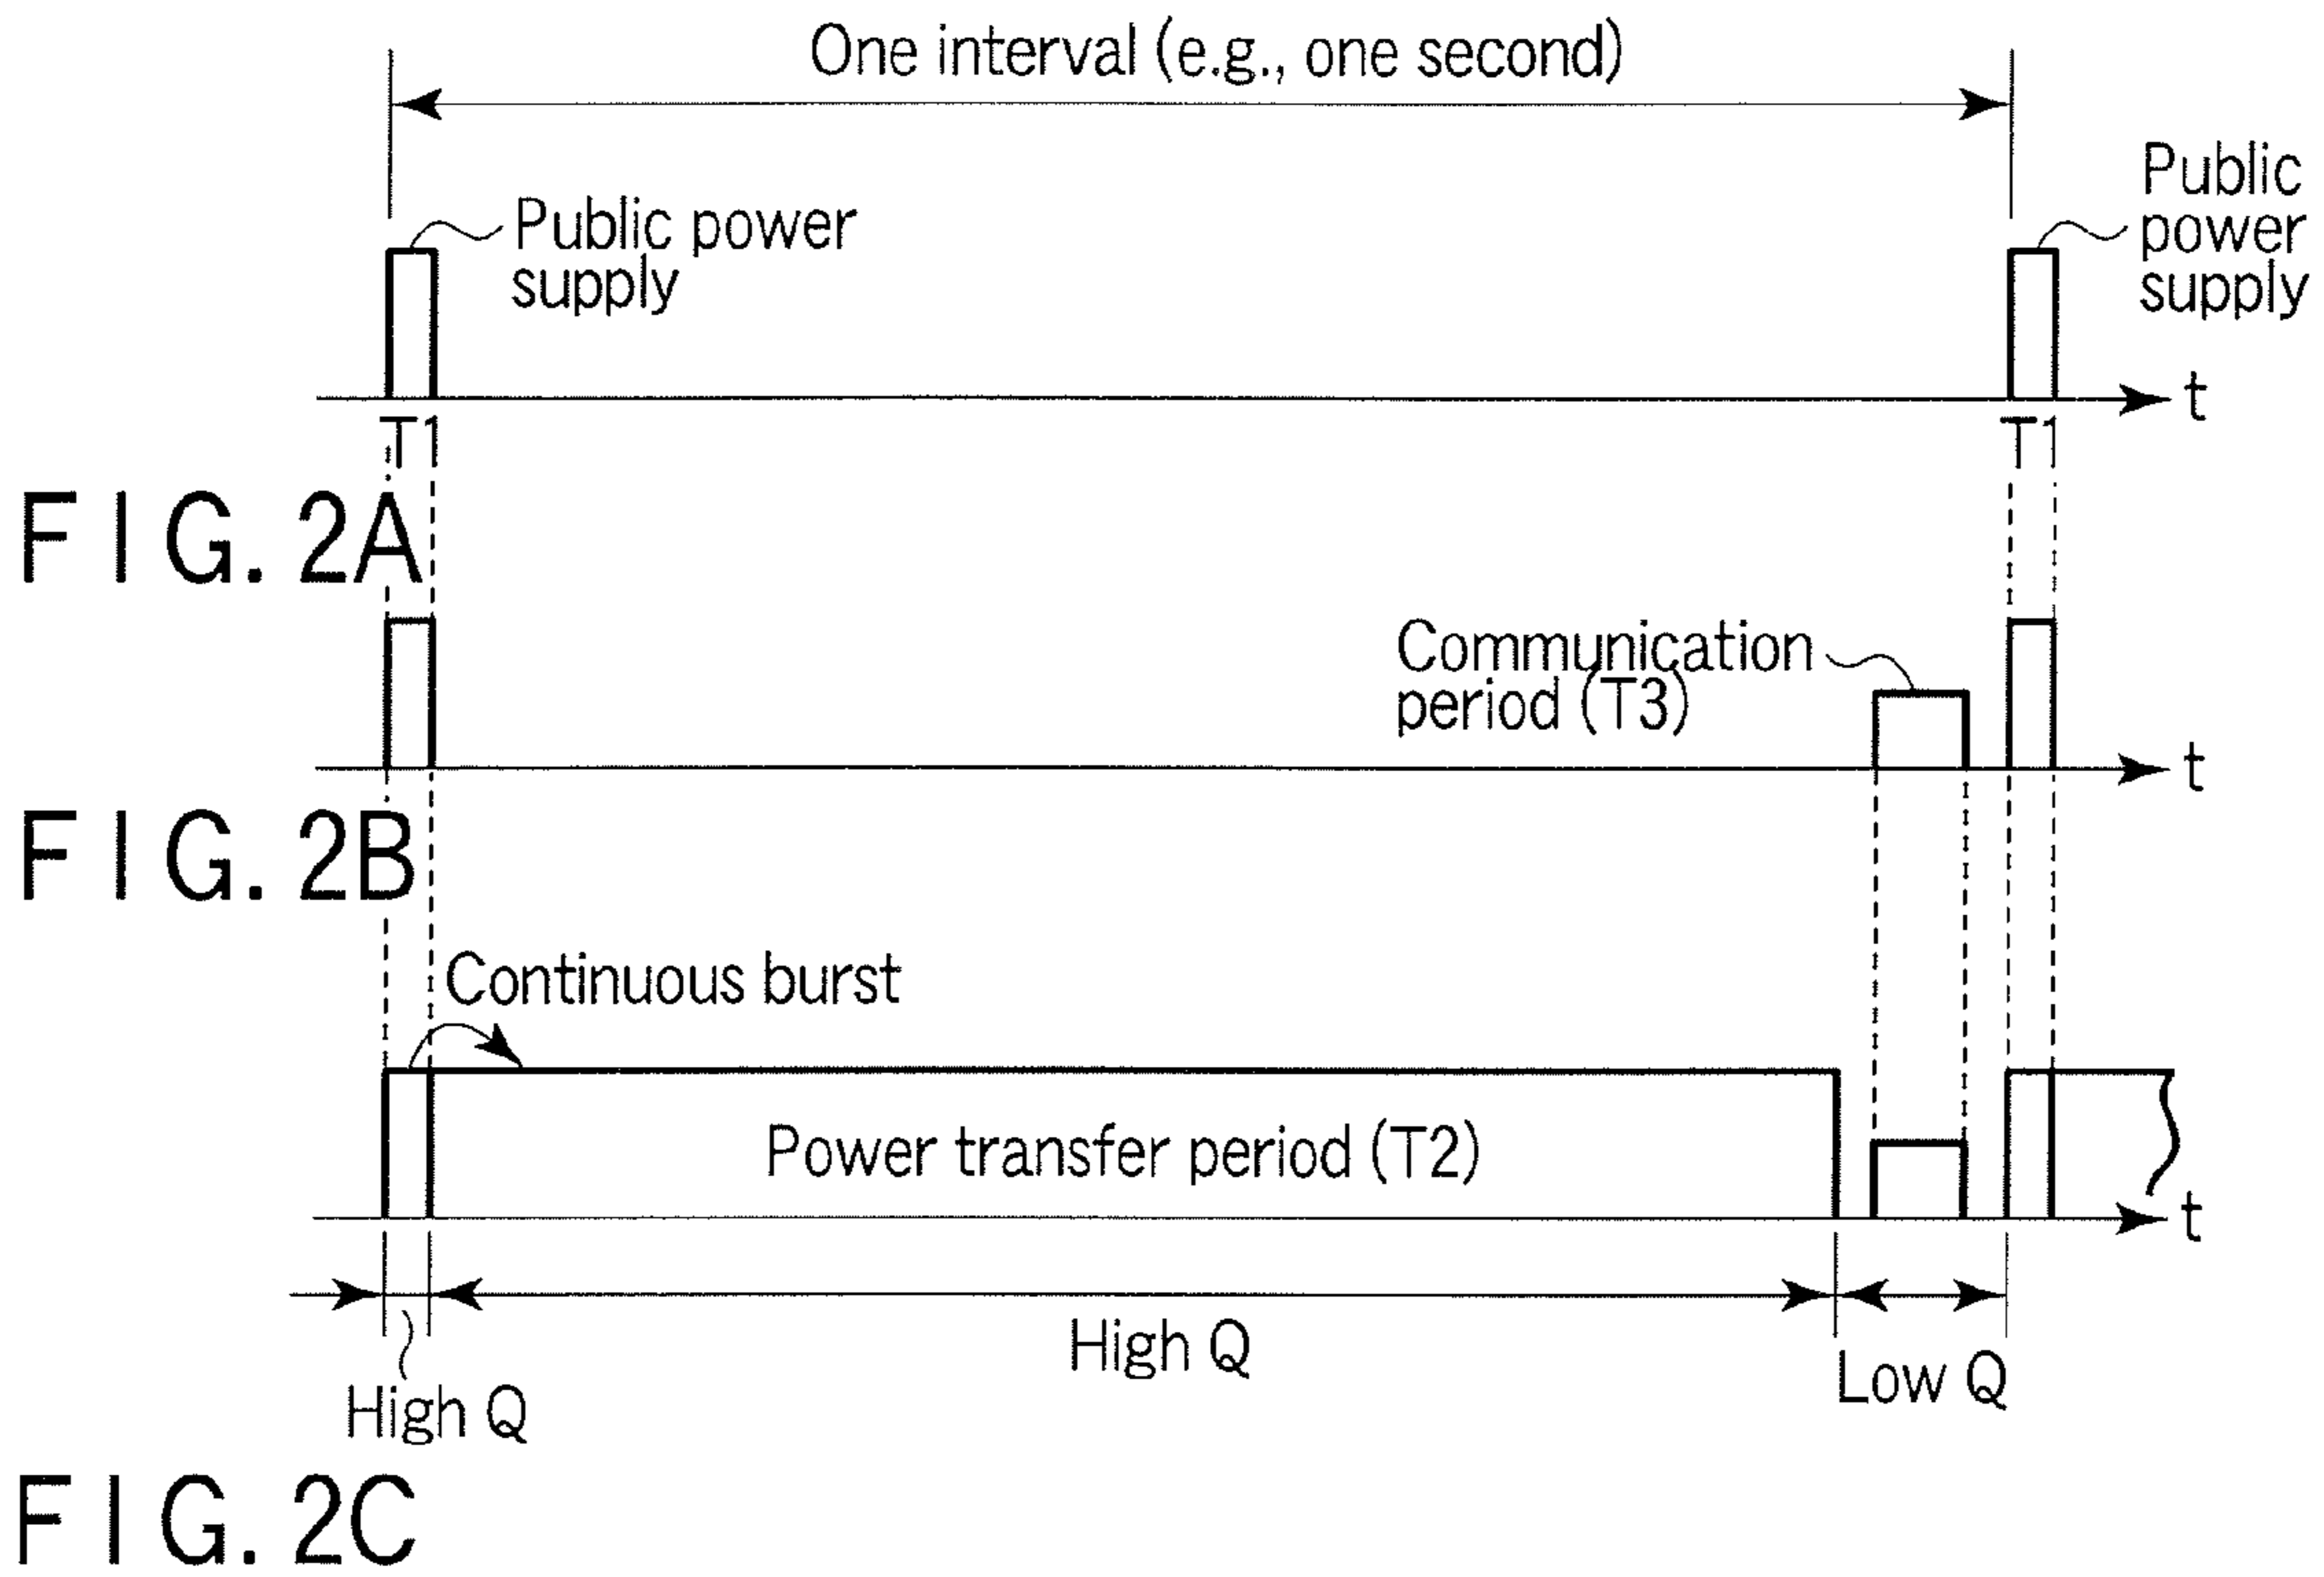 One interval (e.g., one second)
Public power
supply
Public
power
supply
t
T1
T1
FIG. 2A
Communication
period (T3)
t
FIG. 2B
Continuous burst
Power transfer period (T2)
t
High Q
Low Q
High Q
FIG. 2C